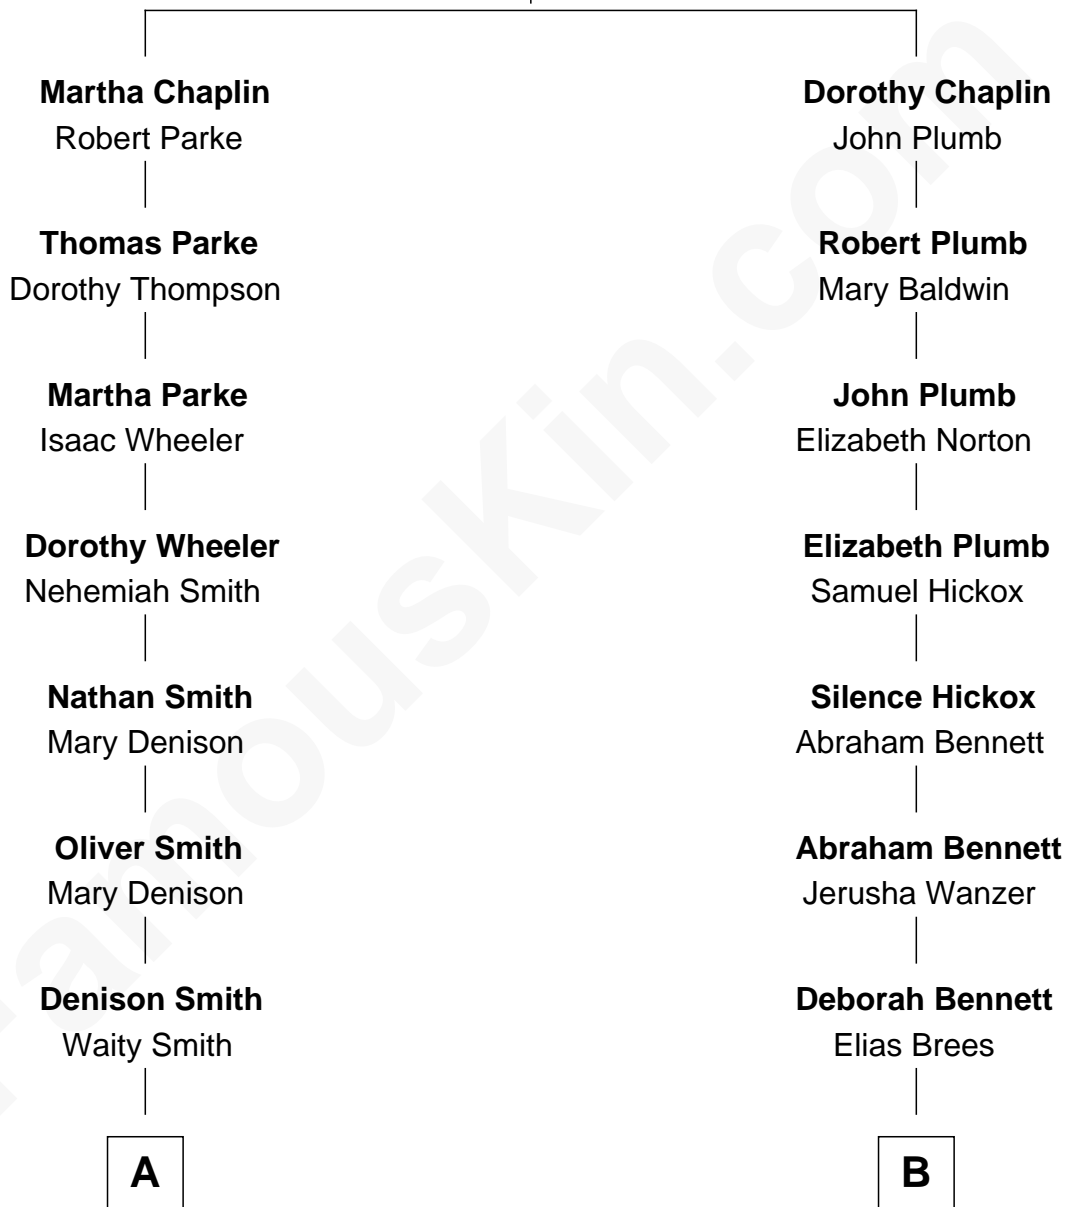 Martha Chaplin
Robert Parke
Thomas Parke
Dorothy Thompson
Martha Parke
Isaac Wheeler
Dorothy Wheeler
Nehemiah Smith
Nathan Smith
Mary Denison
Oliver Smith
Mary Denison
Denison Smith
Waity Smith
A
Dorothy Chaplin
John Plumb
Robert Plumb
Mary Baldwin
John Plumb
Elizabeth Norton
Elizabeth Plumb
Samuel Hickox
Silence Hickox
Abraham Bennett
Abraham Bennett
Jerusha Wanzer
Deborah Bennett
Elias Brees
B
FamousKin.com